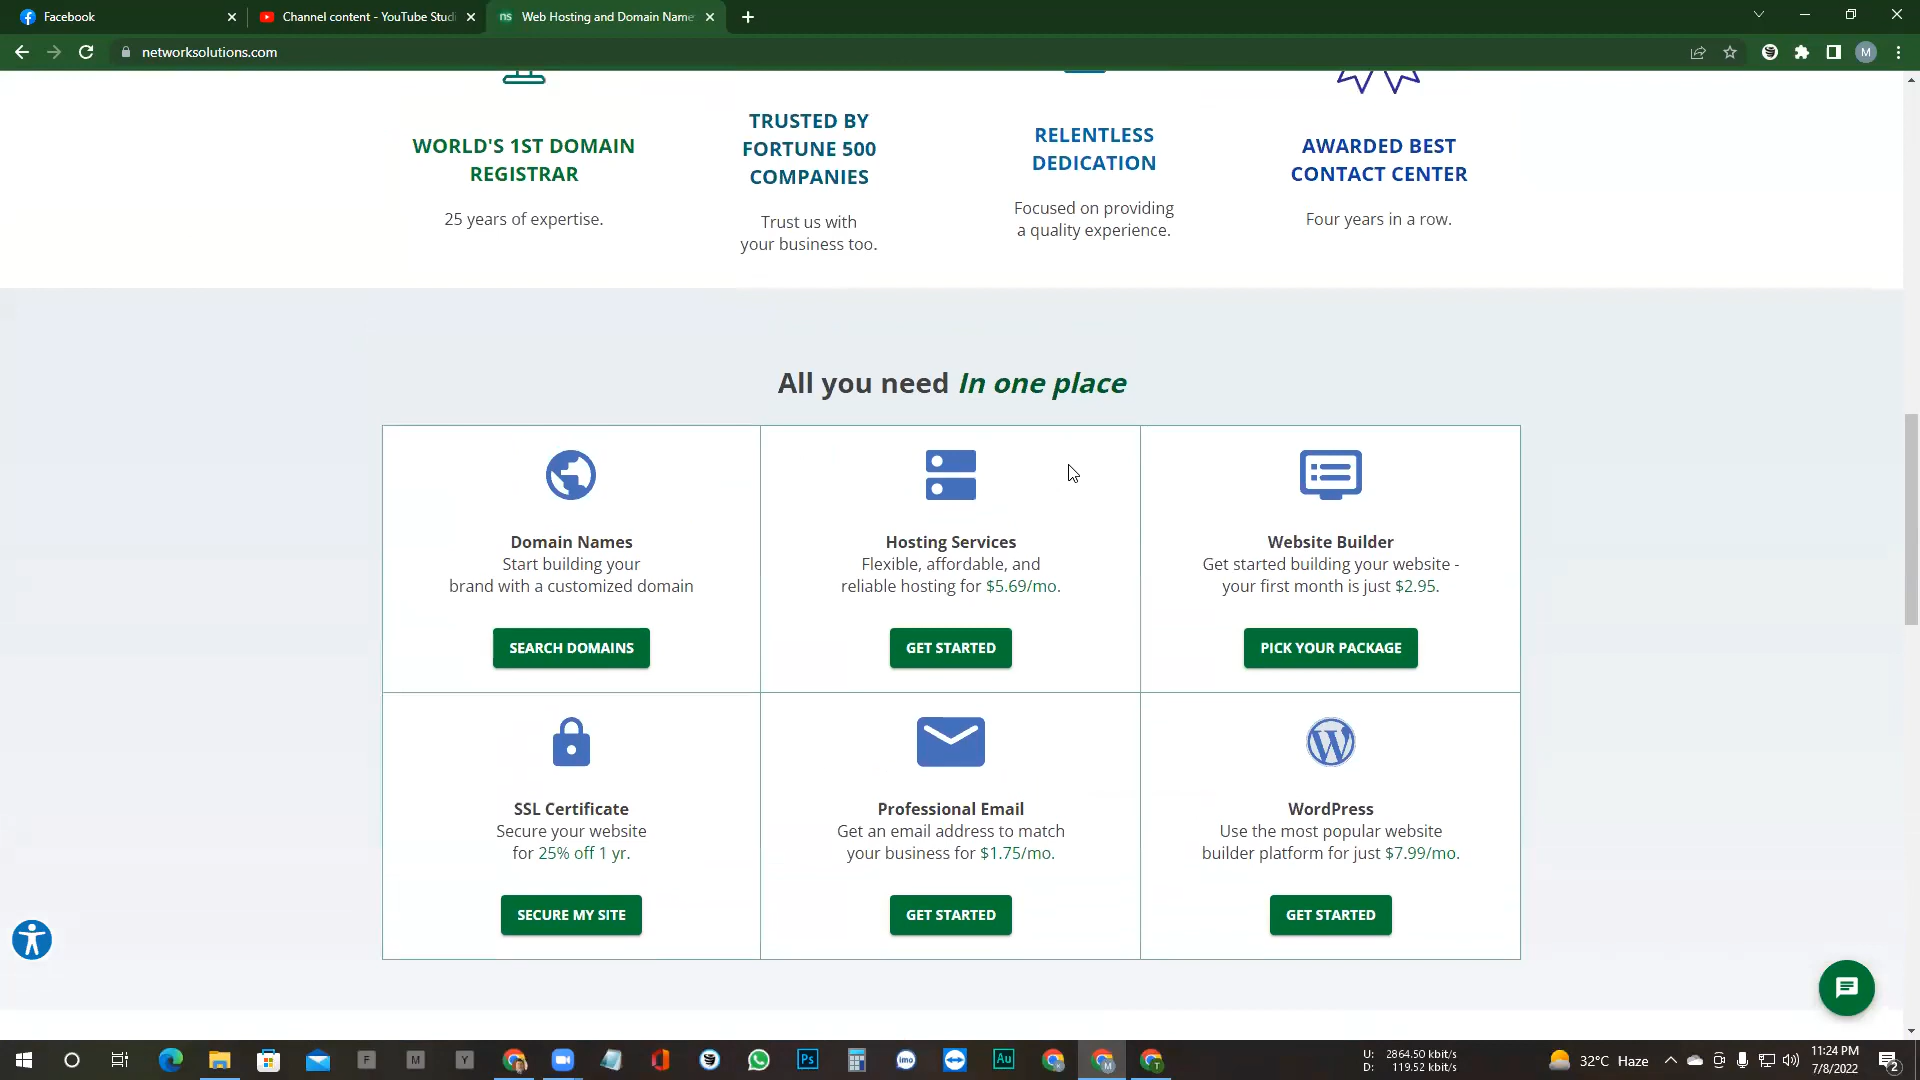 Facebook
Channel content - YouTube Studi
ns
Web Hosting and Domain Name
networksolutions.com
M
WORLD'S 1ST DOMAIN
REGISTRAR
25 years of expertise.
TRUSTED BY
FORTUNE 500
COMPANIES
Trust us with
your business too.
RELENTLESS
DEDICATION
Focused on providing
a quality experience.
AWARDED BEST
CONTACT CENTER
Four years in a row.
All you need In one place
Domain Names
Start building your
brand with a customized domain
SEARCH DOMAINS
Hosting Services
Flexible, affordable, and
reliable hosting for $5.69/mo.
GET STARTED
Website Builder
Get started building your website -
your first month is just $2.95.
PICK YOUR PACKAGE
SSL Certificate
Secure your website
for 25% off 1 yr.
SECURE MY SITE
Professional Email
Get an email address to match
your business for $1.75/mo.
GET STARTED
WordPress
Use the most popular website
builder platform for just $7.99/mo.
GET STARTED
F
M
Y
Ps
imo
Au
K
M
T
U: 2864.50 kbit/s
D: 119.52 kbit/s
32°C Haze
11:24 PM
7/8/2022
2